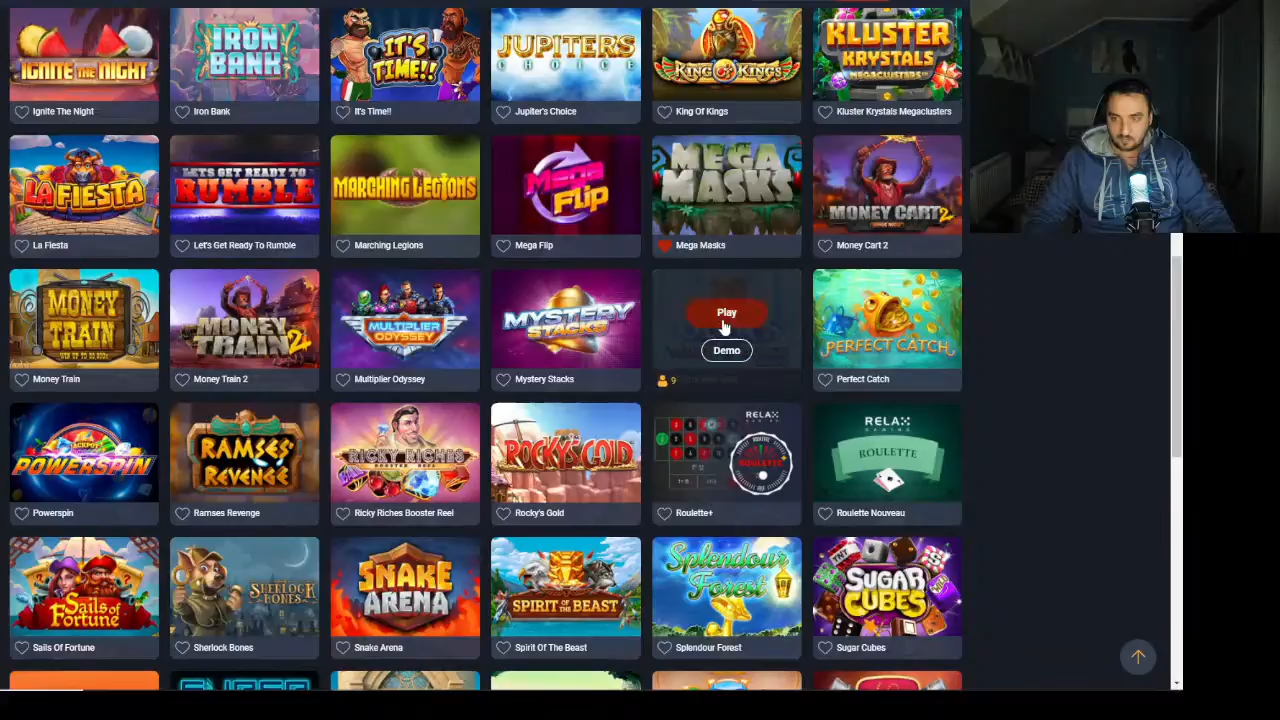 IGNITE THE NIGHT
IRON
BANK
IT'S
TIME!!
JUPITERS
CHOICE
KING OF KINGS
KLUSTER
KRYSTALS
MEGACLUSTERS
Ignite The Night
Iron Bank
It's Time!!
Jupiter's Choice
King Of Kings
Kluster Krystals Megaclusters
LA FIESTA
LETS GET READY TO
RUMBLE
MARCHING LEGIONS
Mega
Flip
MEGA
MASKS
MONEY CART 2
La Fiesta
Let's Get Ready To Rumble
Marching Legions
Mega Flip
Mega Masks
Money Cart 2
MONEY
TRAIN
MONEY
TRAIN 2
MULTIPLIER
ODYSSEY
MYSTERY
STACKS
Play
Demo
9
PERFECT CATCH
Money Train
Money Train 2
Multiplier Odyssey
Mystery Stacks
Perfect Catch
JACKPOT
POWERSPIN
RAMSES'
REVENGE
RICKY RICHES
BOOSTER REEL
ROCKY'S GOLD
RELAX
GAMING
RELAX
GAMING
ROULETTE
Powerspin
Ramses Revenge
Ricky Riches Booster Reel
Rocky's Gold
Roulette+
Roulette Nouveau
Sails of
Fortune
SHERLOCK
BONES
SNAKE
ARENA
SPIRIT OF THE BEAST
Splendour
Forest
TNT
SUGAR
CUBES
Sails Of Fortune
Sherlock Bones
Snake Arena
Spirit Of The Beast
Splendour Forest
Sugar Cubes